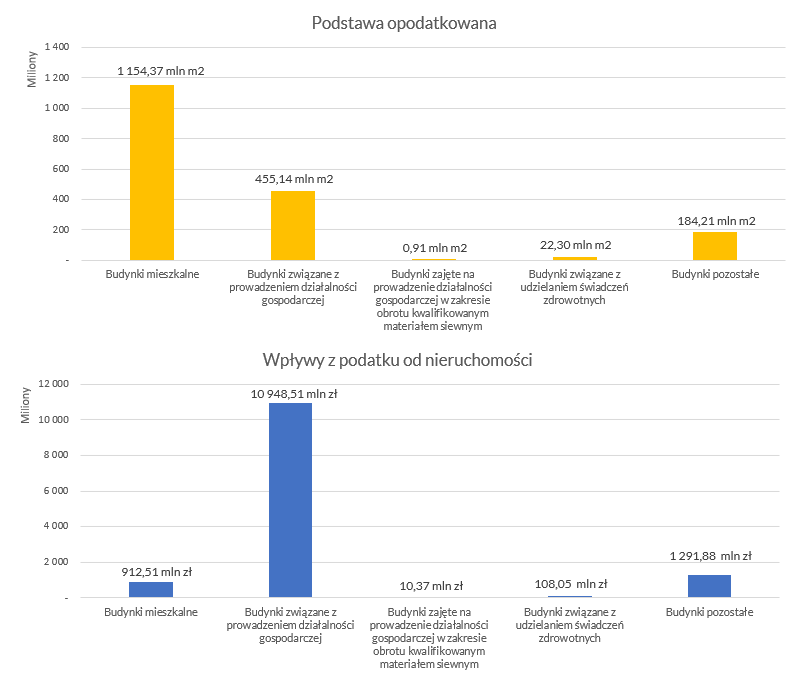 Podstawa opodatkowana
Miliony
1 400
1 200
1 000
800
600
400
200
-
1 154,37 mln m2
455,14 mln m2
0,91 mln m2
22,30 mln m2
184,21 mln m2
Budynki mieszkalne
Budynki związane z
prowadzeniem działalności
gospodarczej
Budynki zajęte na
prowadzenie działalności
gospodarczej w zakresie
obrotu kwalifikowanym
materiałem siewnym
Budynki związane z
udzielaniem świadczeń
zdrowotnych
Budynki pozostałe
Wpływy z podatku od nieruchomości
Miliony
12 000
10 000
8 000
6 000
4 000
2 000
-
912,51 mln zł
10 948,51 mln zł
10,37 mln zł
108,05 mln zł
1 291,88 mln zł
Budynki mieszkalne
Budynki związane z
prowadzeniem działalności
gospodarczej
Budynki zajęte na
prowadzenie działalności
gospodarczej w zakresie
obrotu kwalifikowanym
materiałem siewnym
Budynki związane z
udzielaniem świadczeń
zdrowotnych
Budynki pozostałe